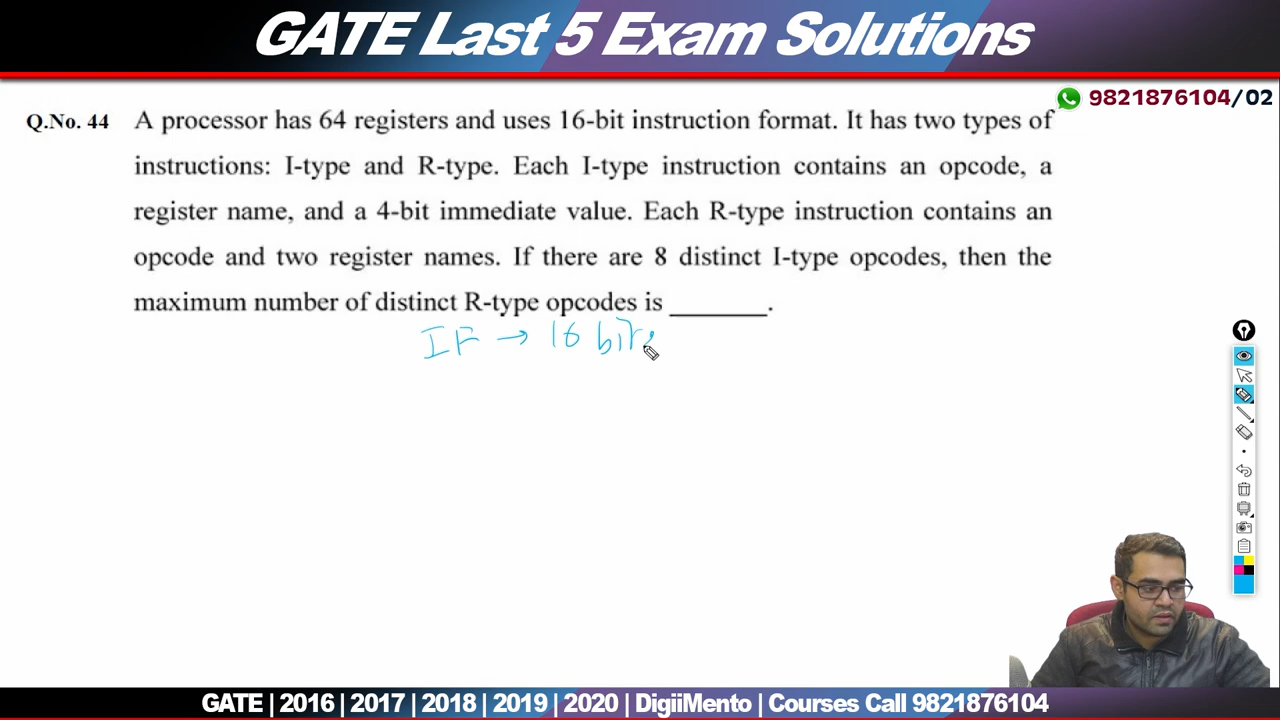 GATE Last 5 Exam Solutions
9821876104/02
Q.No. 44 A processor has 64 registers and uses 16-bit instruction format. It has two types of
instructions: I-type and R-type. Each I-type instruction contains an opcode, a
register name, and a 4-bit immediate value. Each R-type instruction contains an
opcode and two register names. If there are 8 distinct I-type opcodes, then the
maximum number of distinct R-type opcodes is _______.
IF → 16 bits
GATE | 2016 | 2017 | 2018 | 2019 | 2020 | DigiiMento | Courses Call 9821876104